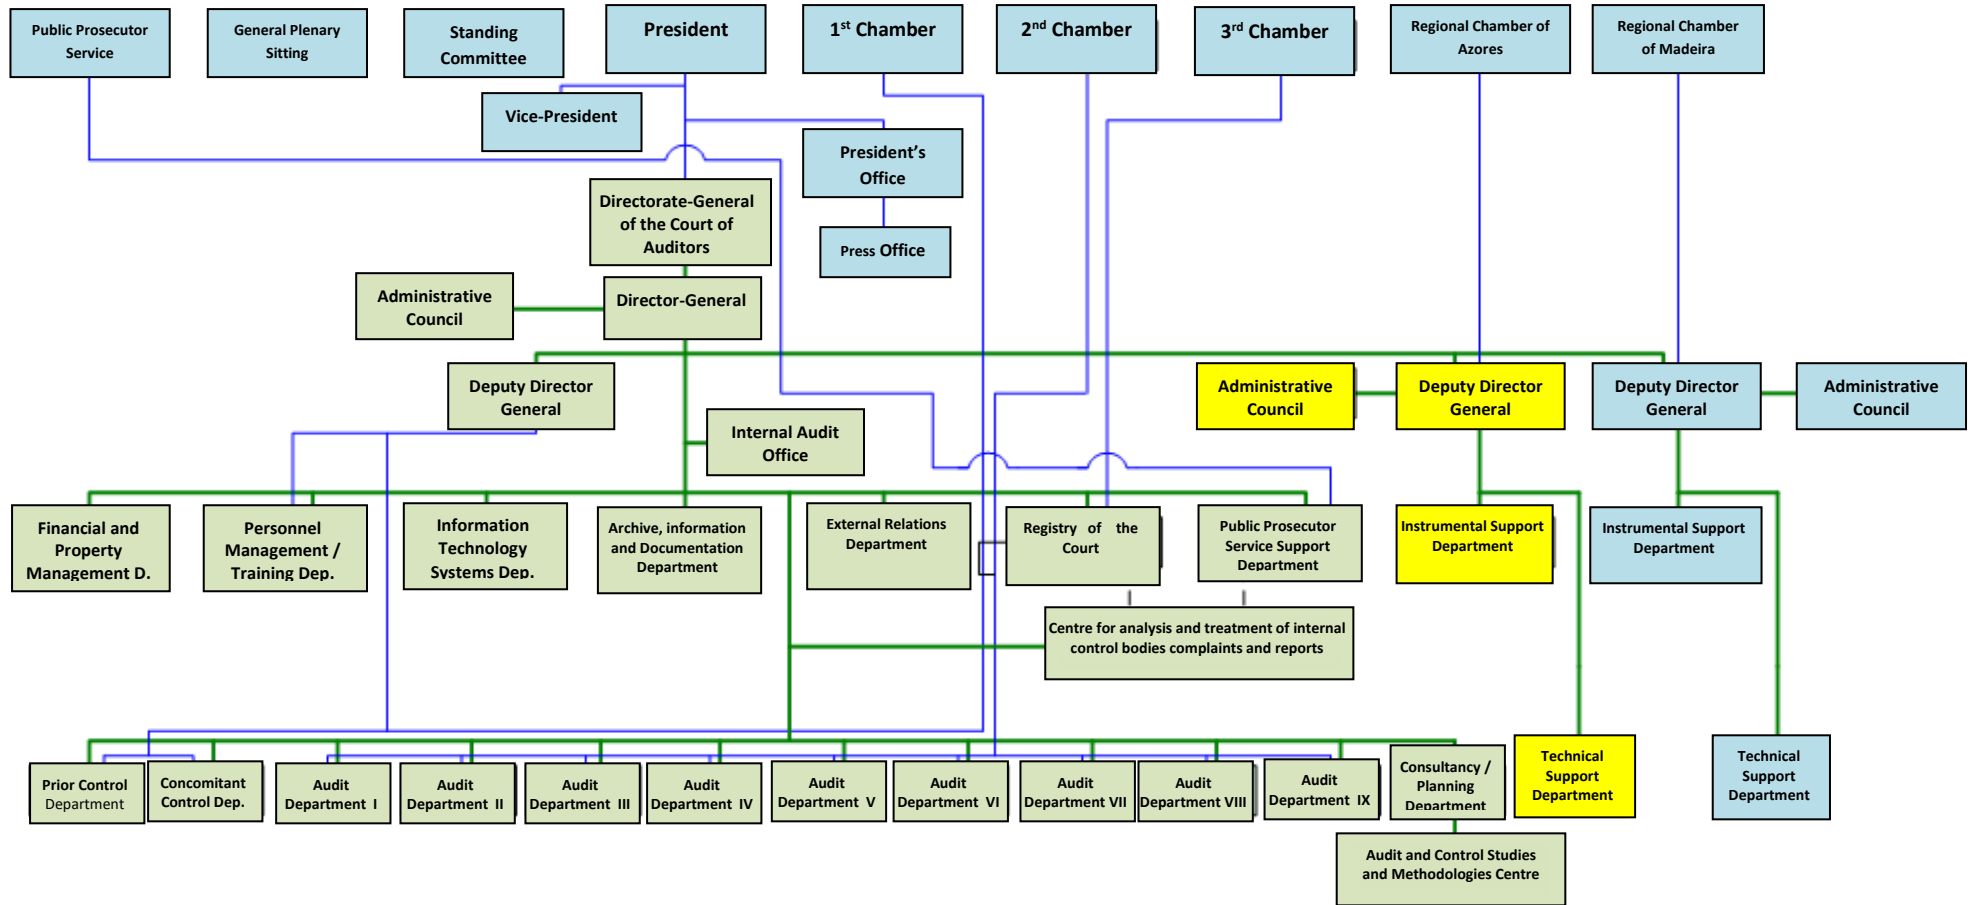 Public Prosecutor
Service
General Plenary
Sitting
Standing
Committee
President
1st Chamber
2nd Chamber
3rd Chamber
Regional Chamber of
Azores
Regional Chamber
of Madeira
Vice-President
President's
Office
Directorate-General
of the Court of
Auditors
Press Office
Administrative
Council
Director-General
Deputy Director
General
Administrative
Council
Deputy Director
General
Deputy Director
General
Administrative
Council
Internal Audit
Office
Financial and
Property
Management D.
Personnel
Management /
Training Dep.
Information
Technology
Systems Dep.
Archive, information
and Documentation
Department
External Relations
Department
Registry of the
Court
Public Prosecutor
Service Support
Department
Instrumental Support
Department
Instrumental Support
Department
Centre for analysis and treatment of internal
control bodies complaints and reports
Prior Control
Department
Concomitant
Control Dep.
Audit
Department I
Audit
Department II
Audit
Department III
Audit
Department IV
Audit
Department V
Audit
Department VI
Audit
Department VII
Audit
Department VIII
Audit
Department IX
Consultancy /
Planning
Department
Technical
Support
Department
Technical
Support
Department
Audit and Control Studies
and Methodologies Centre